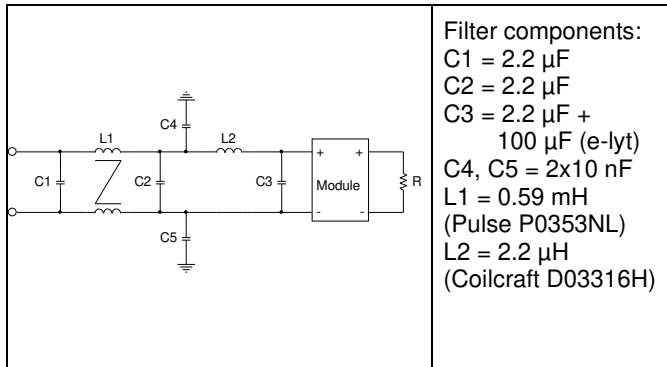 C4
L1
L2
C1
C2
C3
+ +
Module
R
- -
C5
Filter components:
C1 = 2.2 µF
C2 = 2.2 µF
C3 = 2.2 µF +
100 µF (e-lyt)
C4, C5 = 2x10 nF
L1 = 0.59 mH
(Pulse P0353NL)
L2 = 2.2 µH
(Coilcraft D03316H)